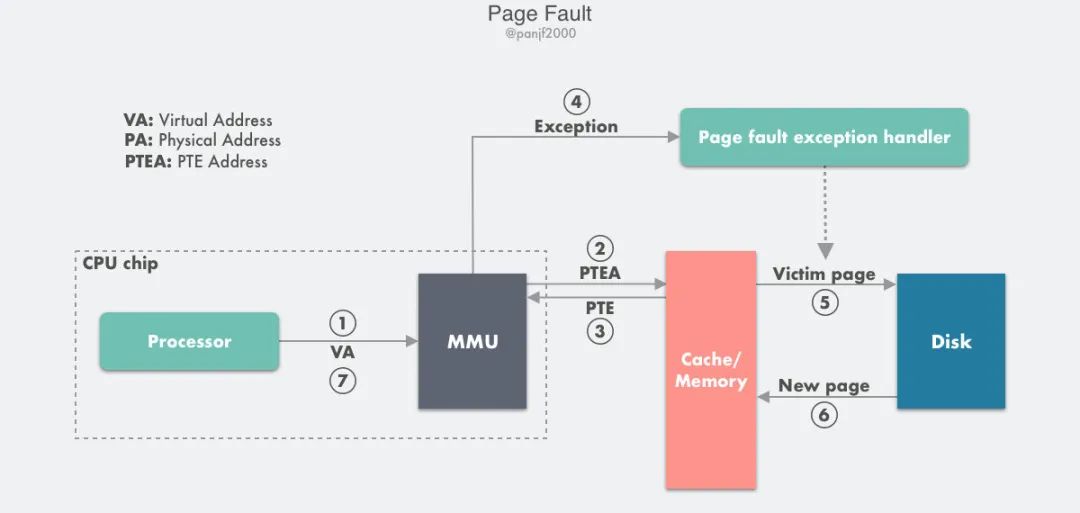 Page Fault
@panjf2000
VA: Virtual Address
PA: Physical Address
PTEA: PTE Address
4
Exception
Page fault exception handler
CPU chip
Processor
1
VA
7
MMU
2
PTEA
PTE
3
Cache/
Memory
Victim page
5
New page
6
Disk